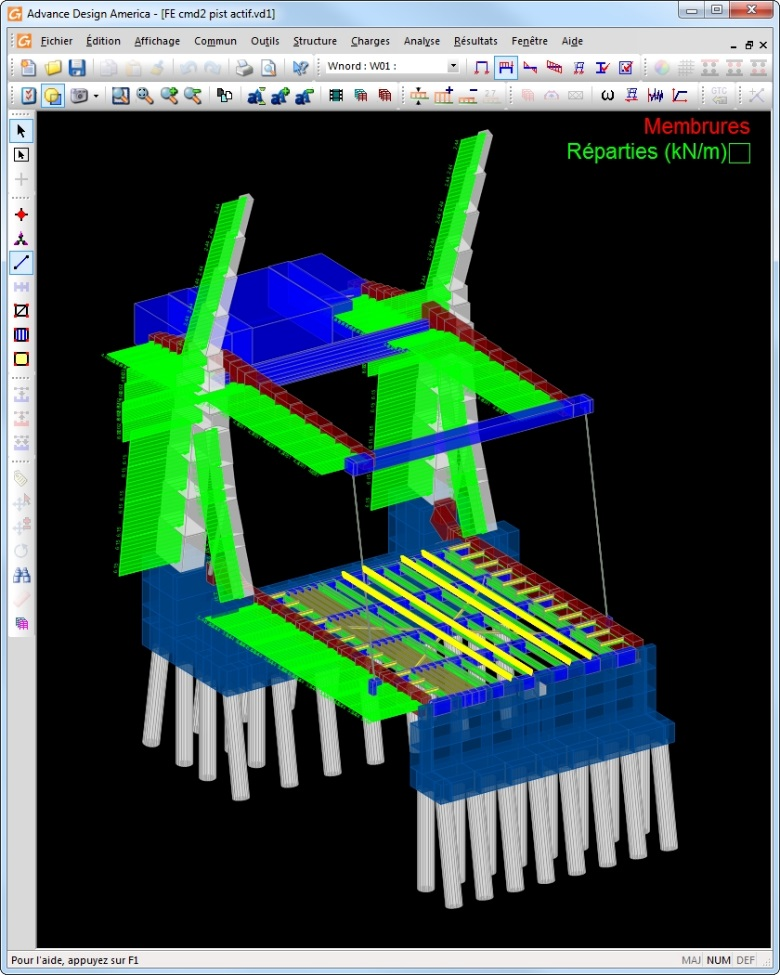 Advance Design America - [FE cmd2 pist actif.vd1]
Fichier Édition Affichage Commun Outils Structure Charges Analyse Résultats Fenêtre Aide
Wnord : W01 :
Membrures
Réparties (kN/m)
Pour l'aide, appuyez sur F1
MAJ NUM DEF